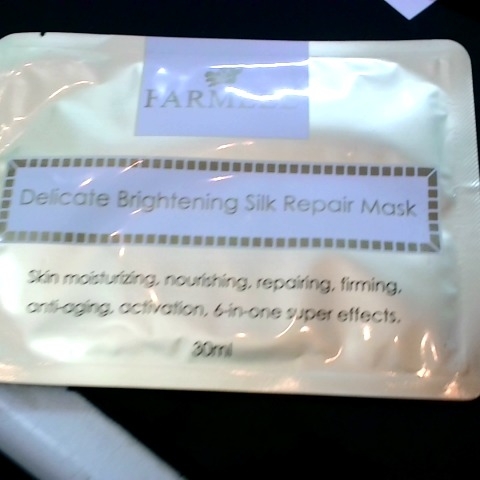 Delicate Brightening Silk Repair Mask
Skin moisturizing, nourishing, repairing, firming,
anti-aging, activation, 6-in-one super effects.
30ml